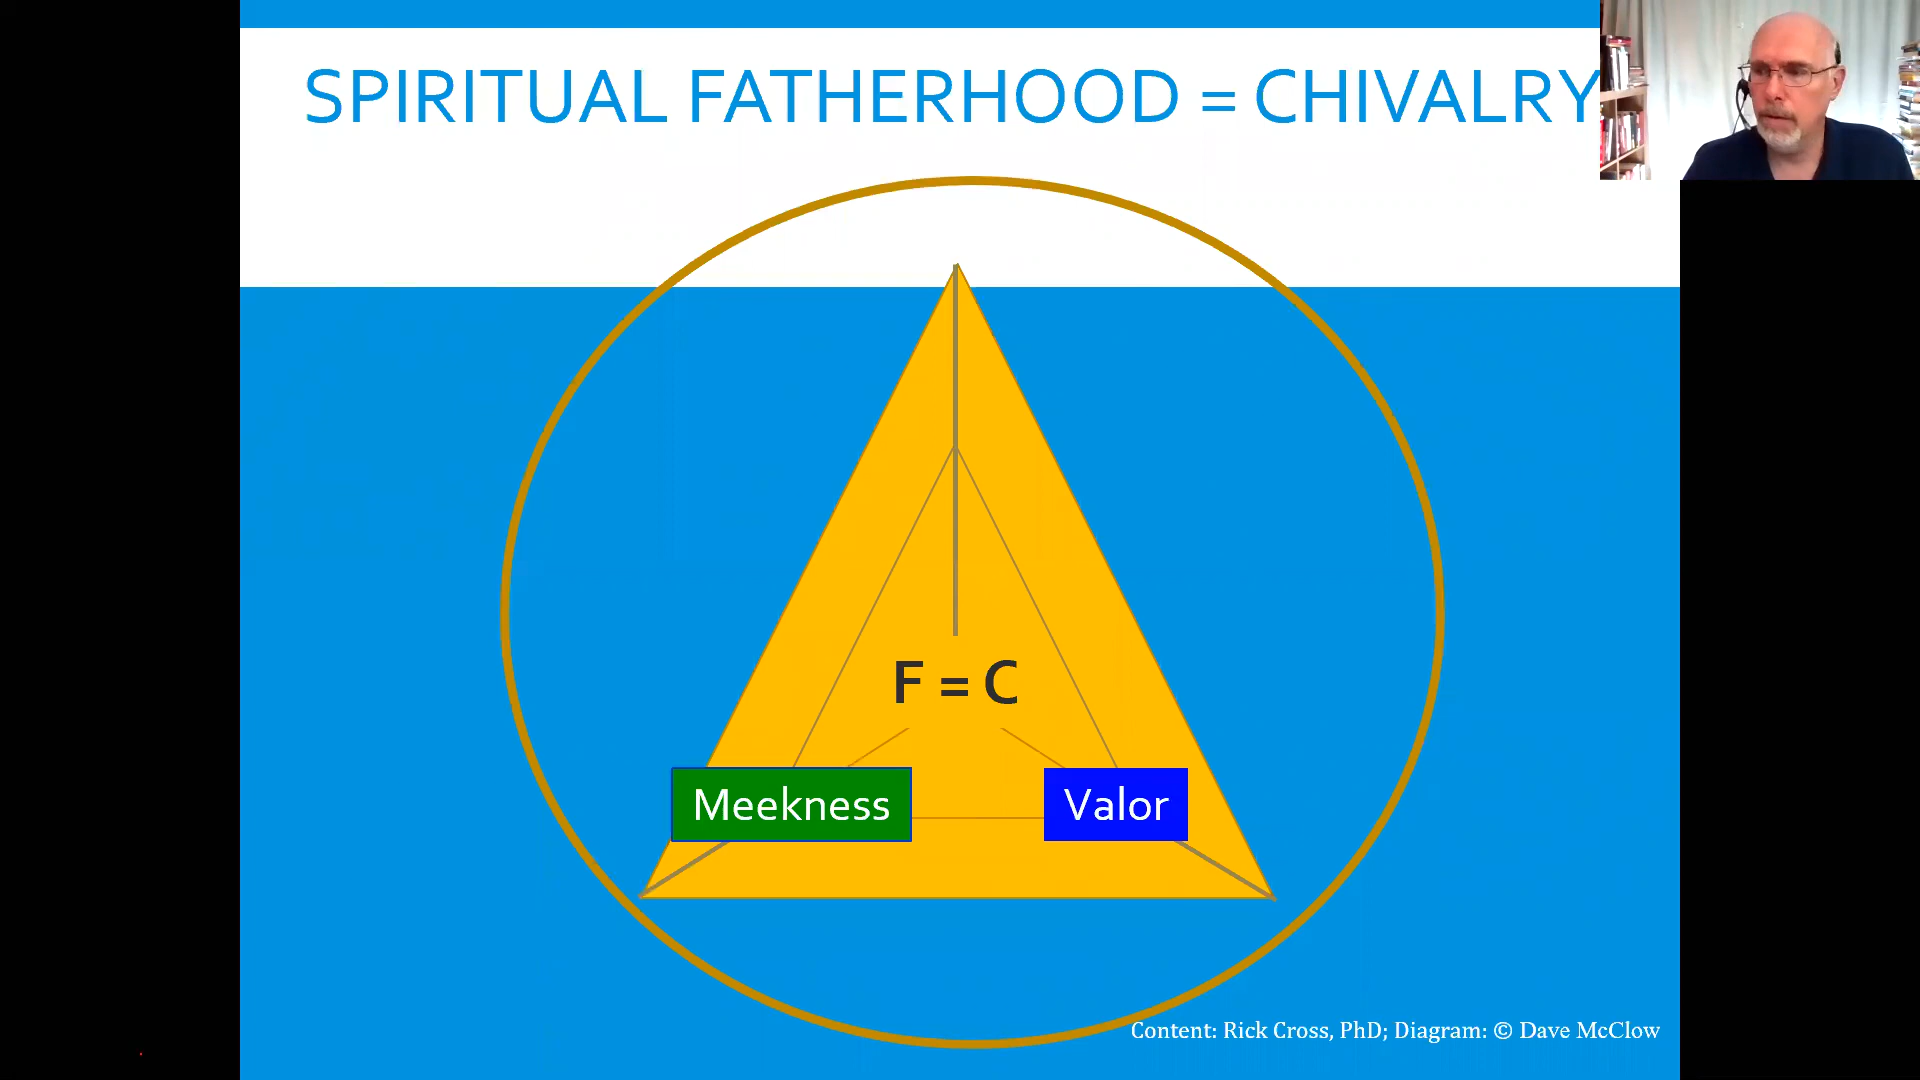 SPIRITUAL FATHERHOOD = CHIVALRY
F = C
Meekness
Valor
Content: Rick Cross, PhD; Diagram: © Dave McClow